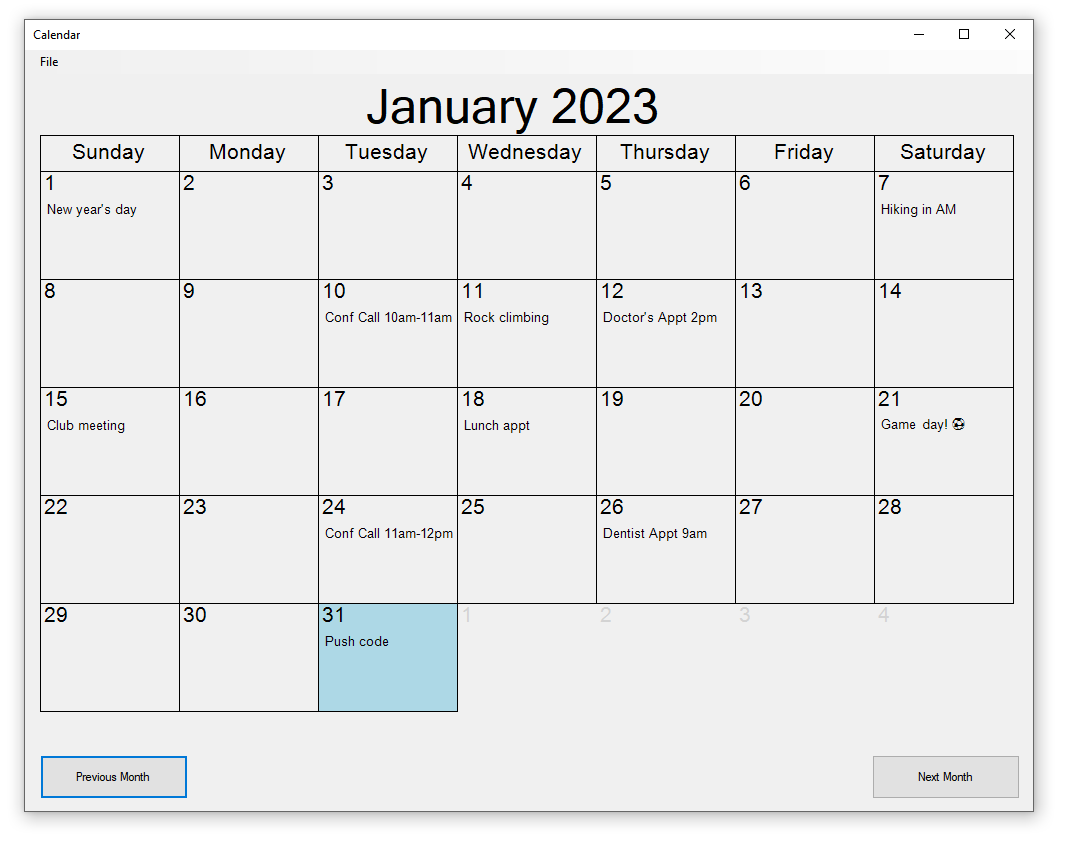 Calendar
File
January 2023
Sunday Monday Tuesday Wednesday Thursday Friday Saturday
1 2 3 4 5 6 7
New year's day Hiking in AM
8 9 10 11 12 13 14
Conf Call 10am-11am Rock climbing Doctor's Appt 2pm
15 16 17 18 19 20 21
Club meeting Lunch appt Game day! ⚽
22 23 24 25 26 27 28
Conf Call 11am-12pm Dentist Appt 9am
29 30 31 1 2 3 4
Push code
Previous Month Next Month